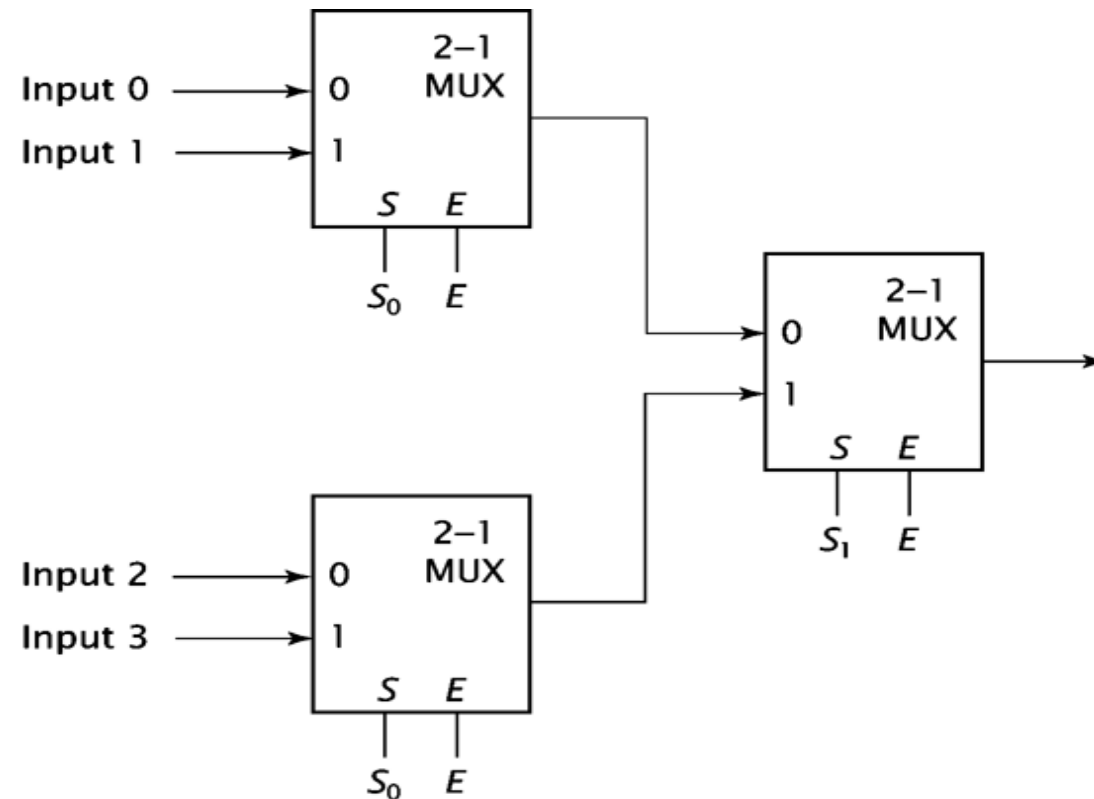 2–1
MUX
Input 0
0
Input 1
1
S E
S₀ E
2–1
MUX
0
1
S E
S₁ E
2–1
MUX
Input 2
0
Input 3
1
S E
S₀ E